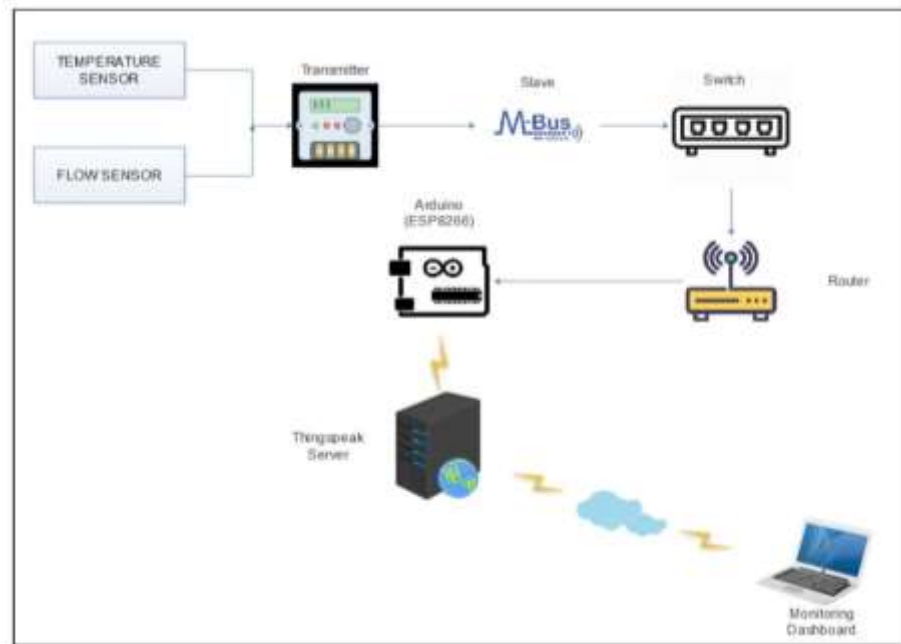 TEMPERATURE
SENSOR
FLOW SENSOR
Transmitter
Slave
M-Bus
Switch
Arduino
(ESP8266)
Router
Thingspeak
Server
Monitoring
Dashboard